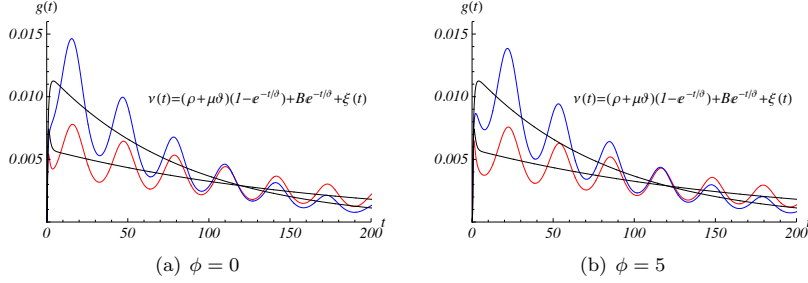 g(t)
0.015
0.010
0.005
ν(t)=(ρ+μϑ)(1-e^{-t/ϑ})+Be^{-t/ϑ}+ξ(t)
0 50 100 150 200 t
(a) ϕ = 0
g(t)
0.015
0.010
0.005
ν(t)=(ρ+μϑ)(1-e^{-t/ϑ})+Be^{-t/ϑ}+ξ(t)
0 50 100 150 200 t
(b) ϕ = 5